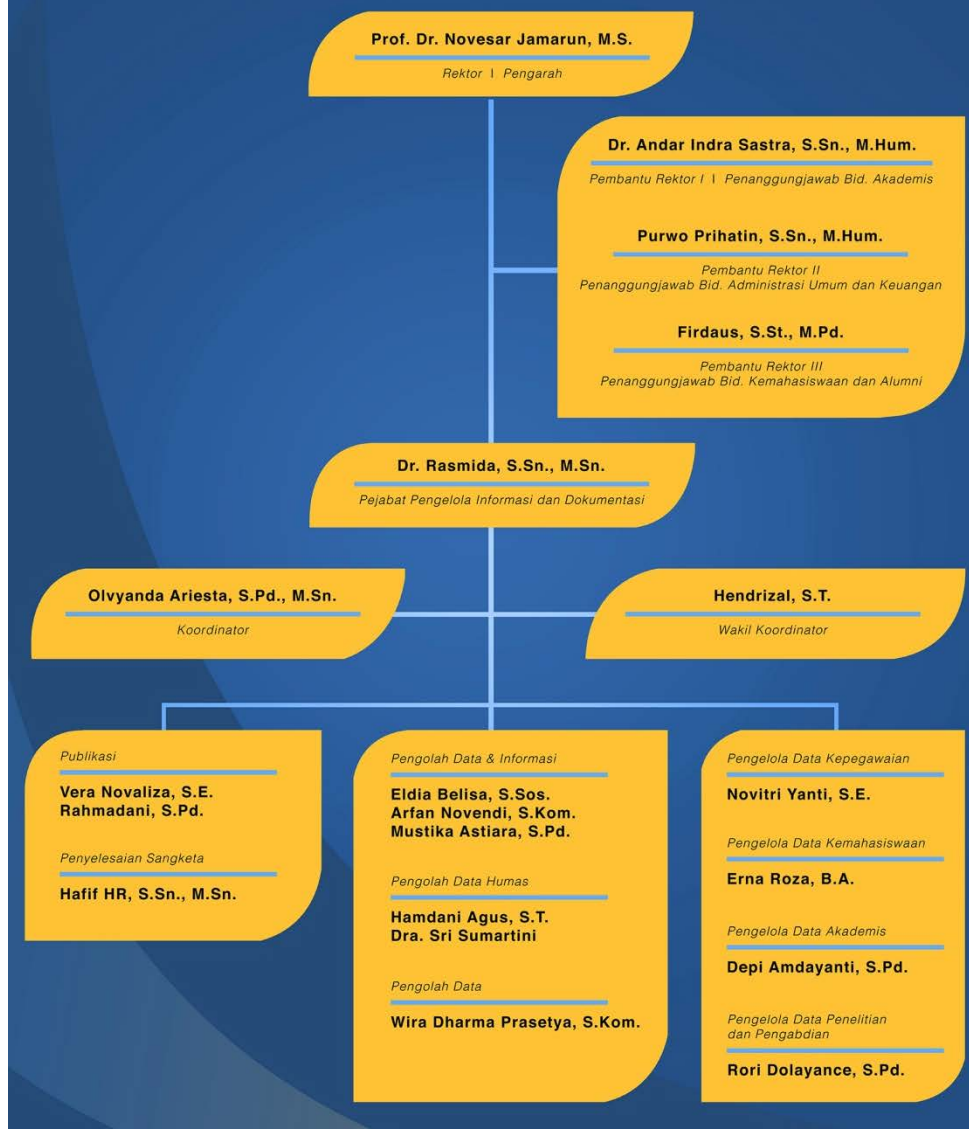 Prof. Dr. Novesar Jamarun, M.S.
Rektor | Pengarah
Dr. Andar Indra Sastra, S.Sn., M.Hum.
Pembantu Rektor I | Penanggungjawab Bid. Akademis
Purwo Prihatin, S.Sn., M.Hum.
Pembantu Rektor II
Penanggungjawab Bid. Administrasi Umum dan Keuangan
Firdaus, S.St., M.Pd.
Pembantu Rektor III
Penanggungjawab Bid. Kemahasiswaan dan Alumni
Dr. Rasmida, S.Sn., M.Sn.
Pejabat Pengelola Informasi dan Dokumentasi
Olvyanda Ariesta, S.Pd., M.Sn.
Koordinator
Hendrizal, S.T.
Wakil Koordinator
Publikasi
Vera Novaliza, S.E.
Rahmadani, S.Pd.
Penyelesaian Sangketa
Hafif HR, S.Sn., M.Sn.
Pengolah Data & Informasi
Eldia Belisa, S.Sos.
Arfan Novendi, S.Kom.
Mustika Astiara, S.Pd.
Pengolah Data Humas
Hamdani Agus, S.T.
Dra. Sri Sumartini
Pengolah Data
Wira Dharma Prasetya, S.Kom.
Pengelola Data Kepegawaian
Novitri Yanti, S.E.
Pengelola Data Kemahasiswaan
Erna Roza, B.A.
Pengelola Data Akademis
Depi Amdayanti, S.Pd.
Pengelola Data Penelitian
dan Pengabdian
Rori Dolayance, S.Pd.